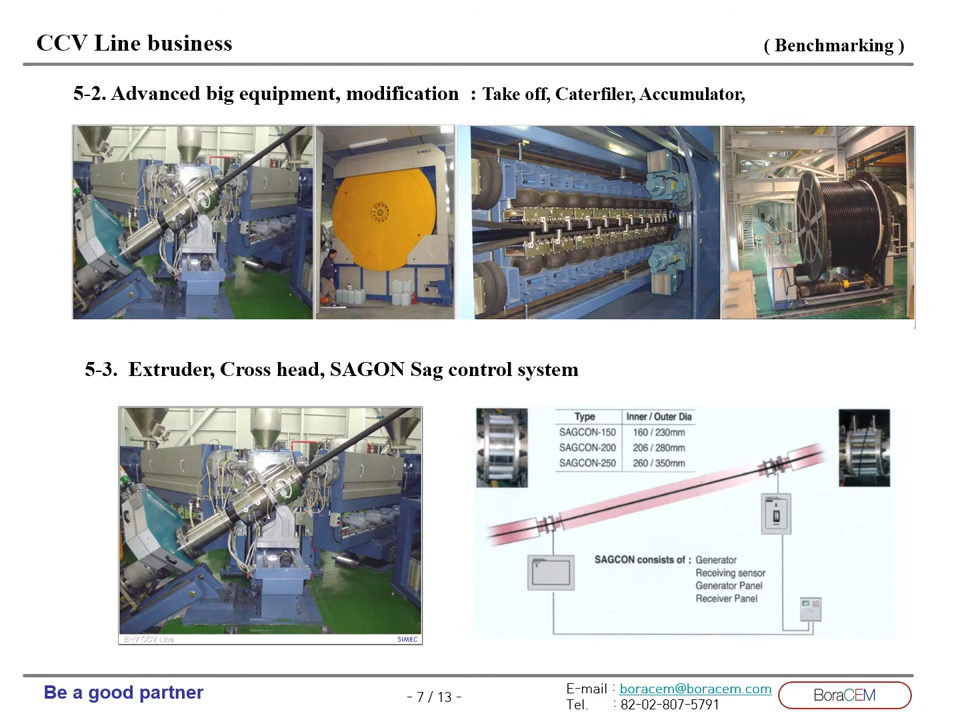 CCV Line business
( Benchmarking )
5-2. Advanced big equipment, modification : Take off, Caterfiler, Accumulator,
SIMEC
5-3. Extruder, Cross head, SAGON Sag control system
Type Inner / Outer Dia
SAGCON-150 160 / 230mm
SAGCON-200 206 / 280mm
SAGCON-250 260 / 350mm
SAGCON consists of : Generator
Receiving sensor
Generator Panel
Receiver Panel
EHV CCV Line
SIMEC
Be a good partner
- 7 / 13 -
E-mail : boracem@boracem.com
Tel. : 82-02-807-5791
BoraCEM